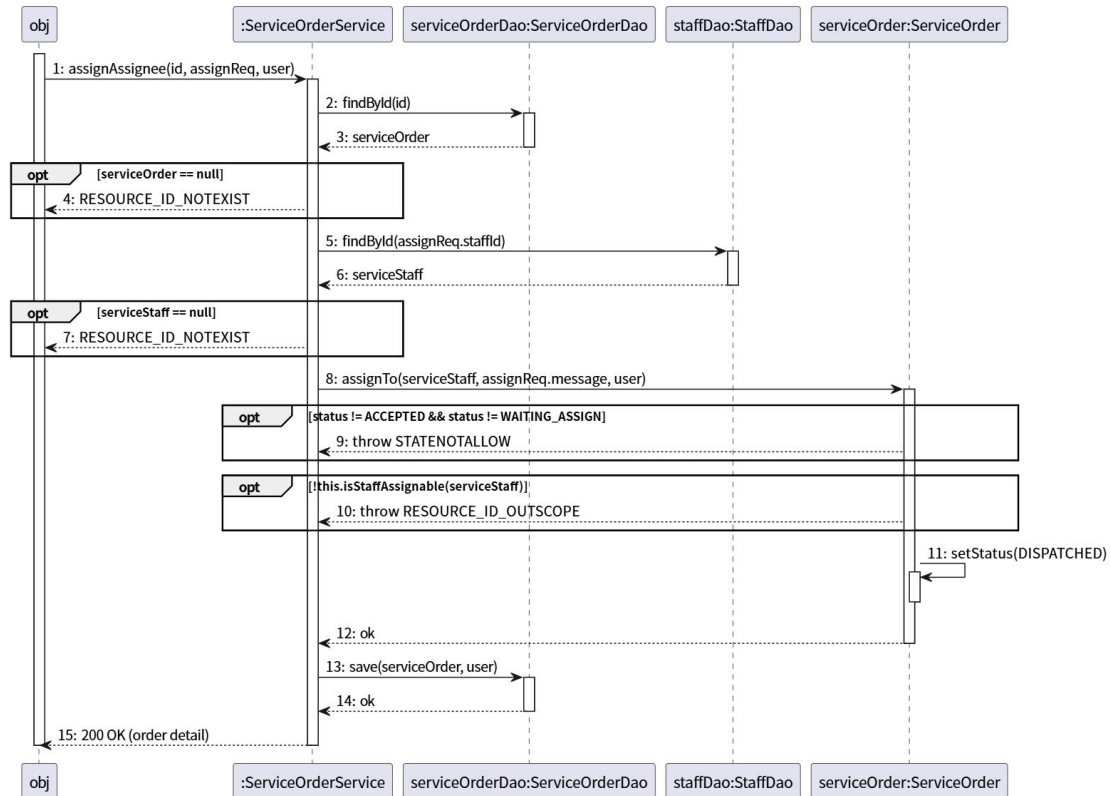 obj
:ServiceOrderService
serviceOrderDao:ServiceOrderDao
staffDao:StaffDao
serviceOrder:ServiceOrder
1: assignAssignee(id, assignReq, user)
2: findById(id)
3: serviceOrder
opt
[serviceOrder == null]
4: RESOURCE_ID_NOTEXIST
5: findById(assignReq.staffId)
6: serviceStaff
opt
[serviceStaff == null]
7: RESOURCE_ID_NOTEXIST
8: assignTo(serviceStaff, assignReq.message, user)
opt
[status != ACCEPTED && status != WAITING_ASSIGN]
9: throw STATENOTALLOW
opt
[!this.isStaffAssignable(serviceStaff)]
10: throw RESOURCE_ID_OUTSCOPE
11: setStatus(DISPATCHED)
12: ok
13: save(serviceOrder, user)
14: ok
15: 200 OK (order detail)
obj
:ServiceOrderService
serviceOrderDao:ServiceOrderDao
staffDao:StaffDao
serviceOrder:ServiceOrder